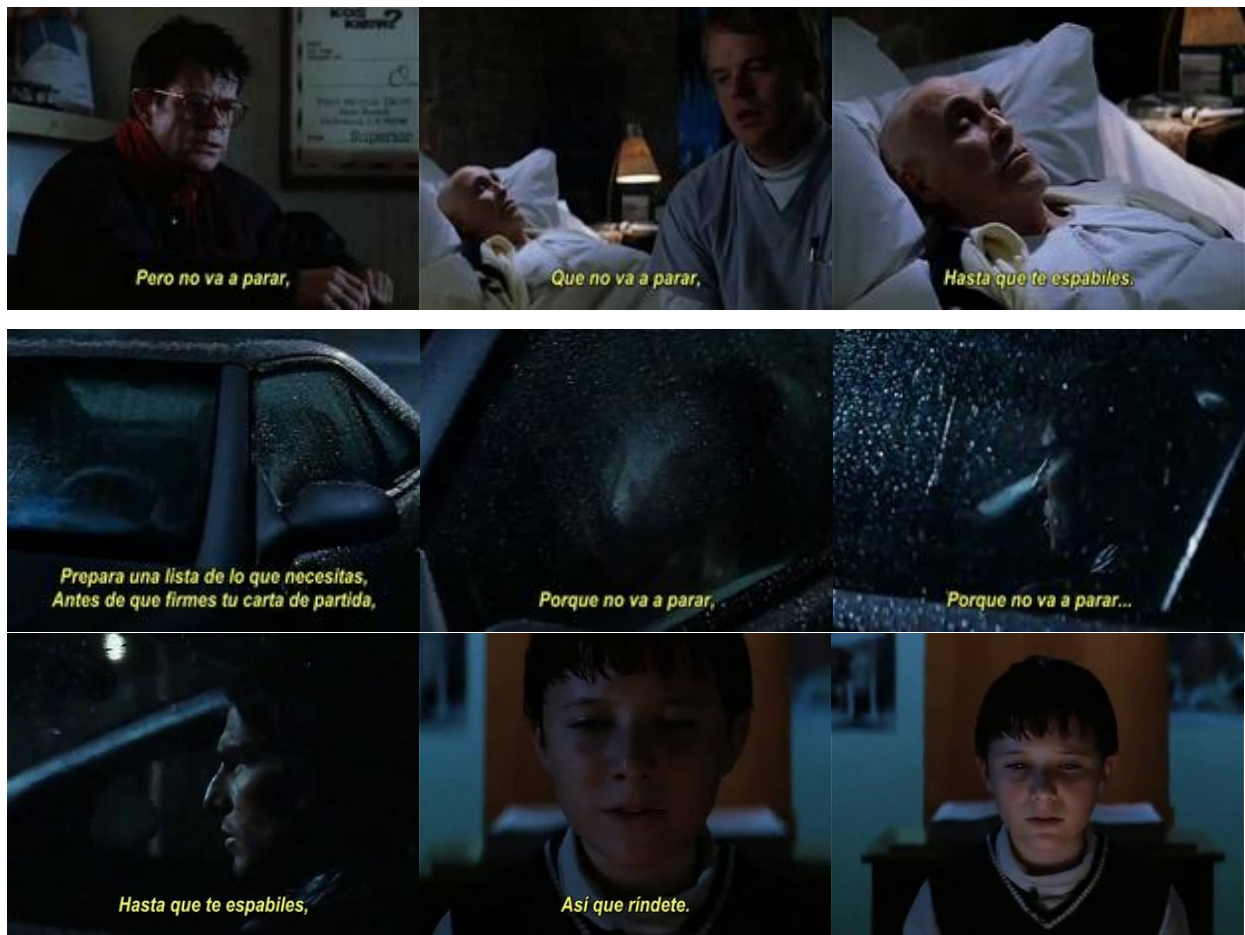 KNOW?
Superior
Pero no va a parar,
Que no va a parar,
Hasta que te espabiles.
Prepara una lista de lo que necesitas,
Antes de que firmes tu carta de partida,
Porque no va a parar,
Porque no va a parar...
Hasta que te espabiles,
Así que ríndete.